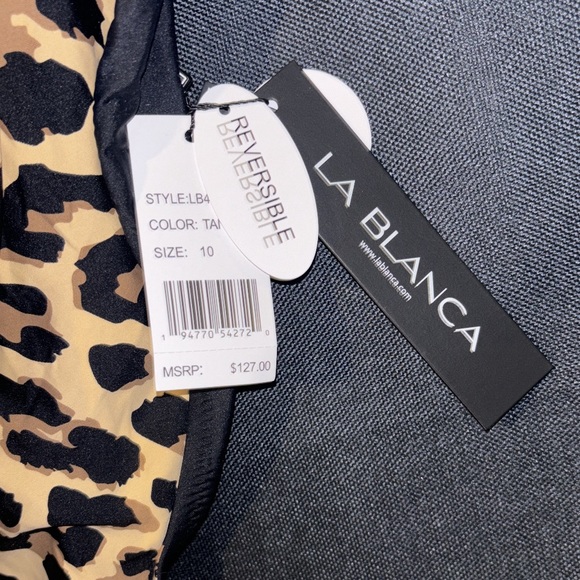 STYLE:LB4
COLOR: TAN
SIZE: 10
1 94770 54272 0
MSRP: $127.00
REVERSIBLE
REVERSIBLE
LA BLANCA
www.lablanca.com